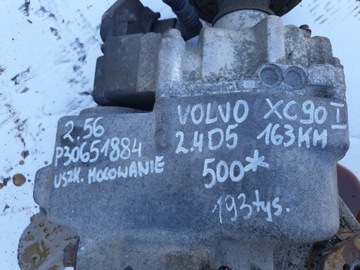 2.56
P30651884
USZK. MOCOWANIE
VOLVO XC90 I
2.4D5 163KM
500*
193tys.